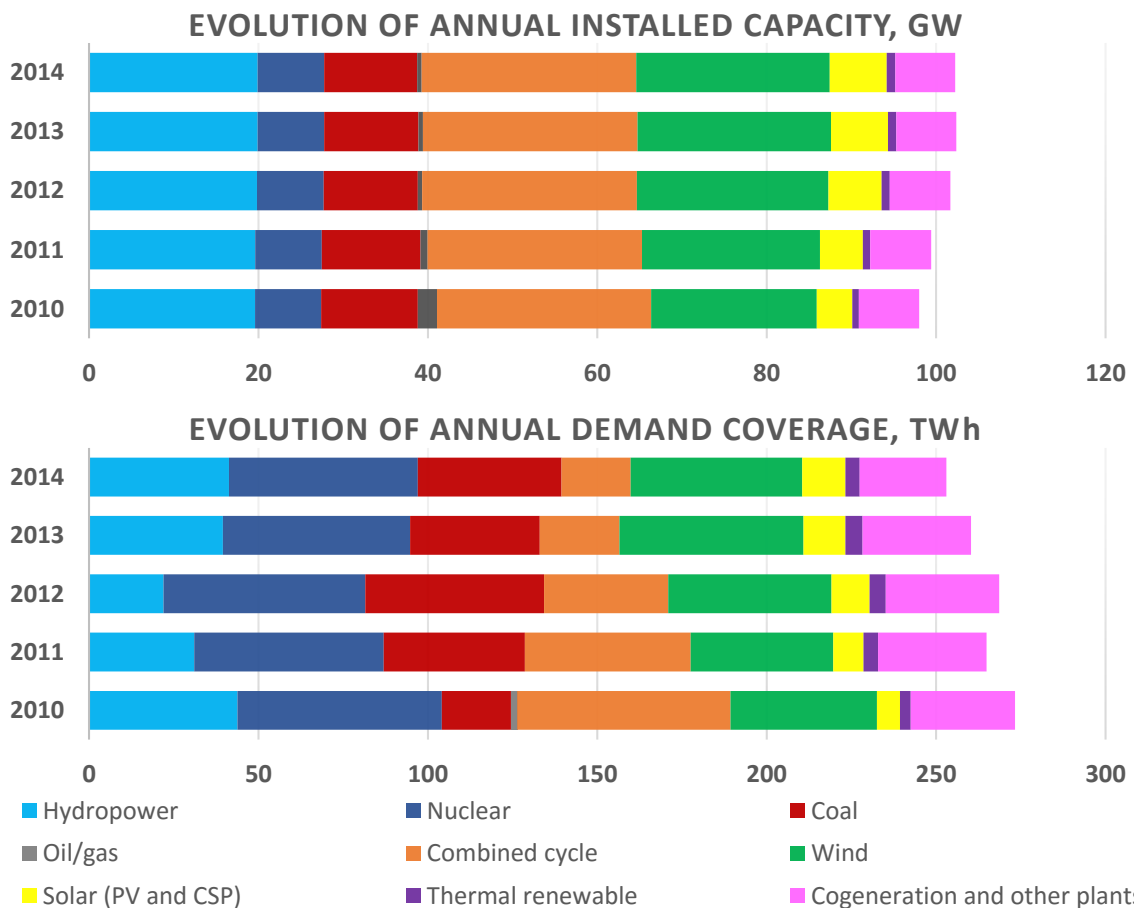 EVOLUTION OF ANNUAL INSTALLED CAPACITY, GW
2014
2013
2012
2011
2010
0 20 40 60 80 100 120
EVOLUTION OF ANNUAL DEMAND COVERAGE, TWh
2014
2013
2012
2011
2010
0 50 100 150 200 250 300
Hydropower Nuclear Coal
Oil/gas Combined cycle Wind
Solar (PV and CSP) Thermal renewable Cogeneration and other plants